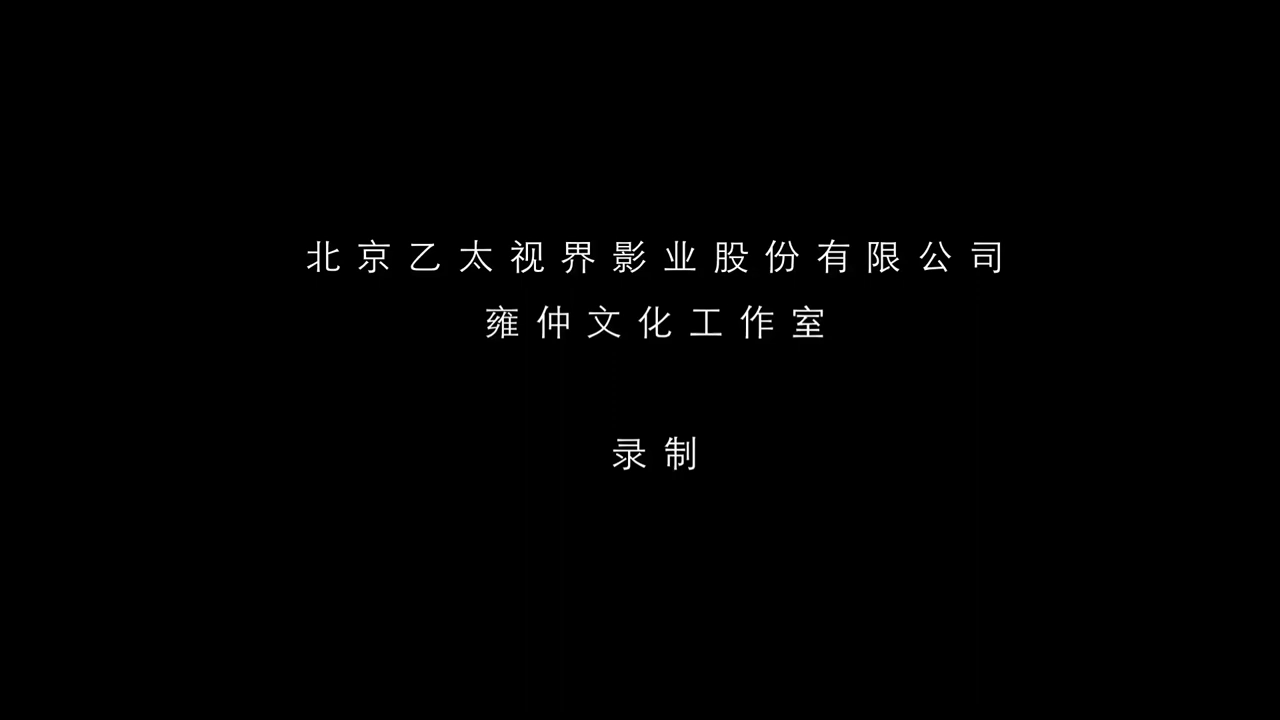 北京乙太视界影业股份有限公司
雍仲文化工作室
录制